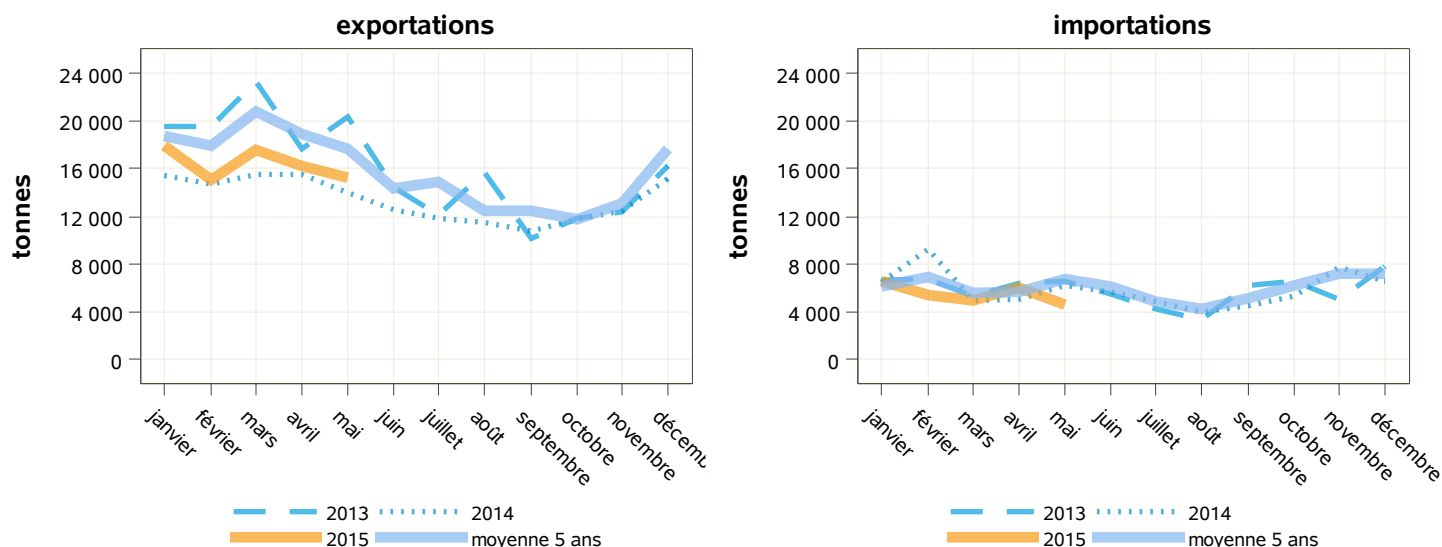 exportations
tonnes
24 000
20 000
16 000
12 000
8 000
4 000
0
janvier
février
mars
avril
mai
juin
juillet
août
septembre
octobre
novembre
décemb
2013
2014
2015
moyenne 5 ans
importations
tonnes
24 000
20 000
16 000
12 000
8 000
4 000
0
janvier
février
mars
avril
mai
juin
juillet
août
septembre
octobre
novembre
décembre
2013
2014
2015
moyenne 5 ans